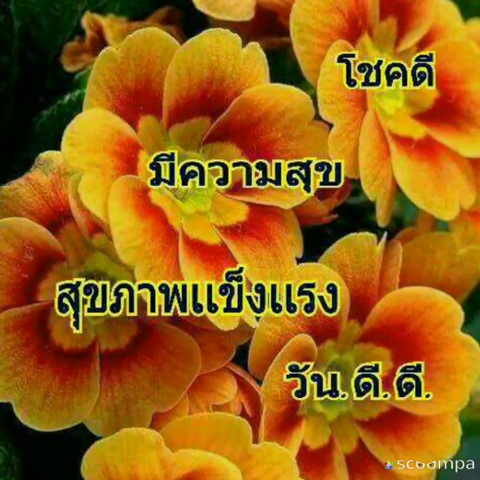 โชคดี
มีความสุข
สุขภาพแข็งแรง
วัน.ดี.ดี.
scoompa